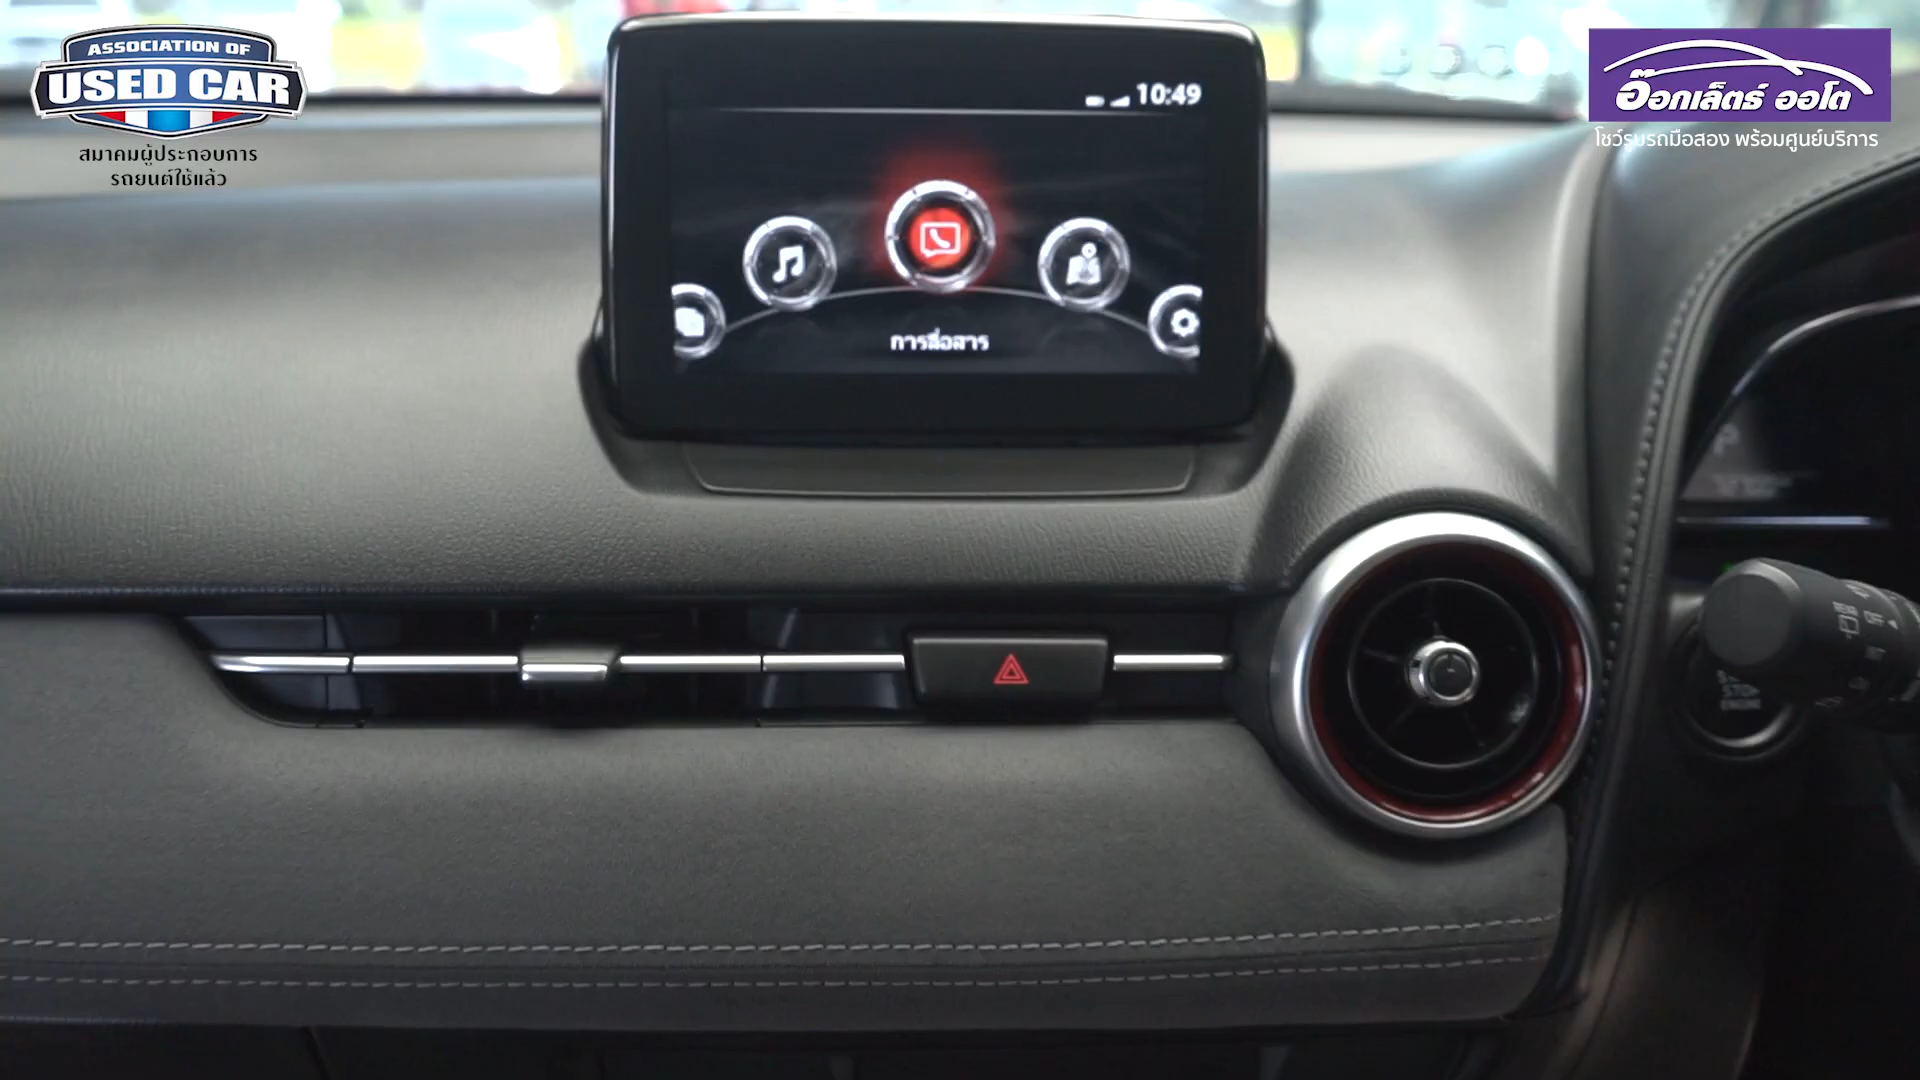 ASSOCIATION OF
USED CAR
สมาคมผู้ประกอบการ
รถยนต์ใช้แล้ว
อ๊อกเล็ตร์ ออโต
โชว์รูมรถมือสอง พร้อมศูนย์บริการ
10:49
การสื่อสาร
P
STOP
ENGINE
OFF